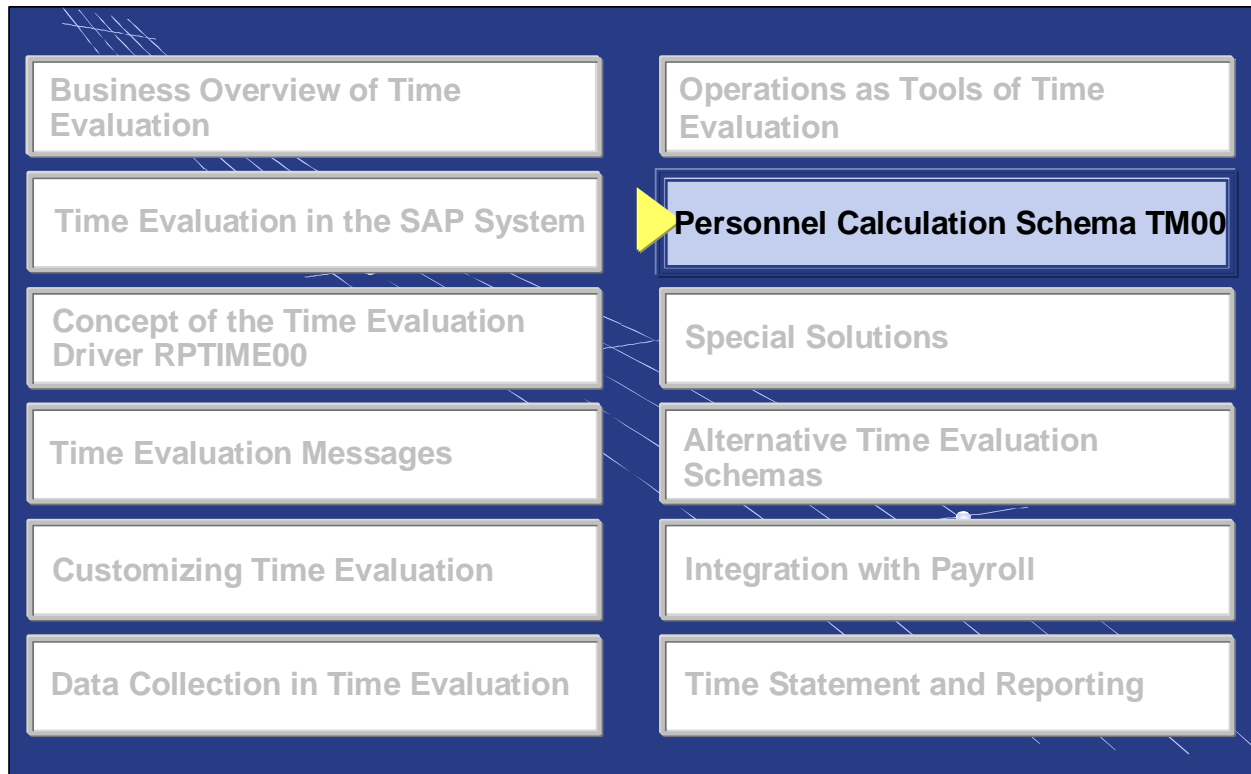 Business Overview of Time
Evaluation
Time Evaluation in the SAP System
Concept of the Time Evaluation
Driver RPTIME00
Time Evaluation Messages
Customizing Time Evaluation
Data Collection in Time Evaluation
Operations as Tools of Time
Evaluation
Personnel Calculation Schema TM00
Special Solutions
Alternative Time Evaluation
Schemas
Integration with Payroll
Time Statement and Reporting